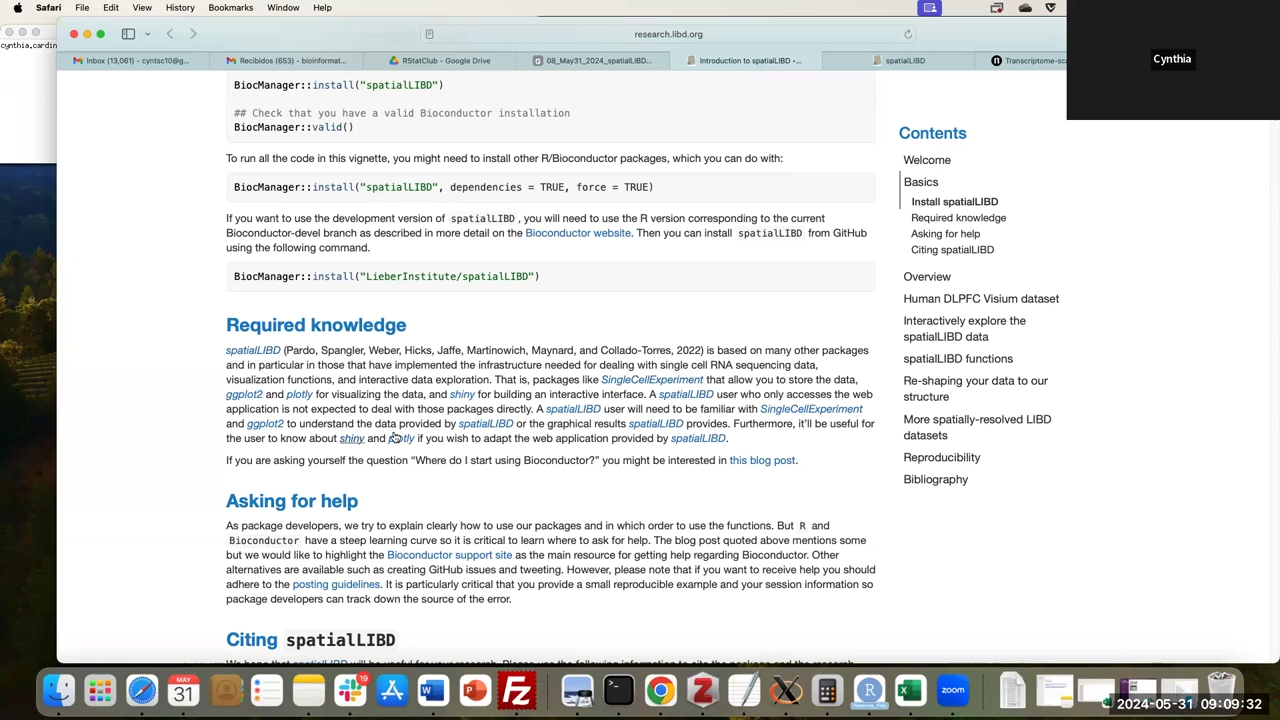 Safari File Edit View History Bookmarks Window Help
research.libd.org
Cynthia
cynthia.cardin
Inbox (13,061) – cyntsc10@g...
Recibidos (653) - bioinformat...
RStatClub - Google Drive
08_May31_2024_spatialLIBD...
Introduction to spatialLIBD •...
spatialLIBD
Transcriptome-sca
BiocManager::install("spatialLIBD")
## Check that you have a valid Bioconductor installation
BiocManager::valid()
To run all the code in this vignette, you might need to install other R/Bioconductor packages, which you can do with:
BiocManager::install("spatialLIBD", dependencies = TRUE, force = TRUE)
If you want to use the development version of spatialLIBD, you will need to use the R version corresponding to the current
Bioconductor-devel branch as described in more detail on the Bioconductor website. Then you can install spatialLIBD from GitHub
using the following command.
BiocManager::install("LieberInstitute/spatialLIBD")
Required knowledge
spatialLIBD (Pardo, Spangler, Weber, Hicks, Jaffe, Martinowich, Maynard, and Collado-Torres, 2022) is based on many other packages
and in particular in those that have implemented the infrastructure needed for dealing with single cell RNA sequencing data,
visualization functions, and interactive data exploration. That is, packages like SingleCellExperiment that allow you to store the data,
ggplot2 and plotly for visualizing the data, and shiny for building an interactive interface. A spatialLIBD user who only accesses the web
application is not expected to deal with those packages directly. A spatialLIBD user will need to be familiar with SingleCellExperiment
and ggplot2 to understand the data provided by spatialLIBD or the graphical results spatialLIBD provides. Furthermore, it'll be useful for
the user to know about shiny and plotly if you wish to adapt the web application provided by spatialLIBD.
If you are asking yourself the question "Where do I start using Bioconductor?" you might be interested in this blog post.
Asking for help
As package developers, we try to explain clearly how to use our packages and in which order to use the functions. But R and
Bioconductor have a steep learning curve so it is critical to learn where to ask for help. The blog post quoted above mentions some
but we would like to highlight the Bioconductor support site as the main resource for getting help regarding Bioconductor. Other
alternatives are available such as creating GitHub issues and tweeting. However, please note that if you want to receive help you should
adhere to the posting guidelines. It is particularly critical that you provide a small reproducible example and your session information so
package developers can track down the source of the error.
Citing spatialLIBD
Contents
Welcome
Basics
Install spatialLIBD
Required knowledge
Asking for help
Citing spatialLIBD
Overview
Human DLPFC Visium dataset
Interactively explore the
spatialLIBD data
spatialLIBD functions
Re-shaping your data to our
structure
More spatially-resolved LIBD
datasets
Reproducibility
Bibliography
MAY
31
19
zoom
2024-05-31 09:09:32